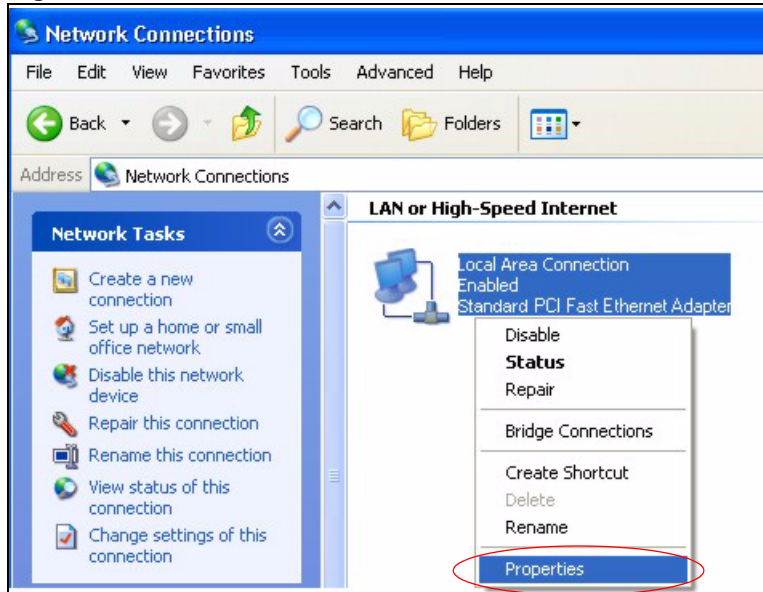 Network Connections
File Edit View Favorites Tools Advanced Help
Back Search Folders
Address Network Connections
Network Tasks
Create a new
connection
Set up a home or small
office network
Disable this network
device
Repair this connection
Rename this connection
View status of this
connection
Change settings of this
connection
LAN or High-Speed Internet
Local Area Connection
Enabled
Standard PCI Fast Ethernet Adapter
Disable
Status
Repair
Bridge Connections
Create Shortcut
Delete
Rename
Properties